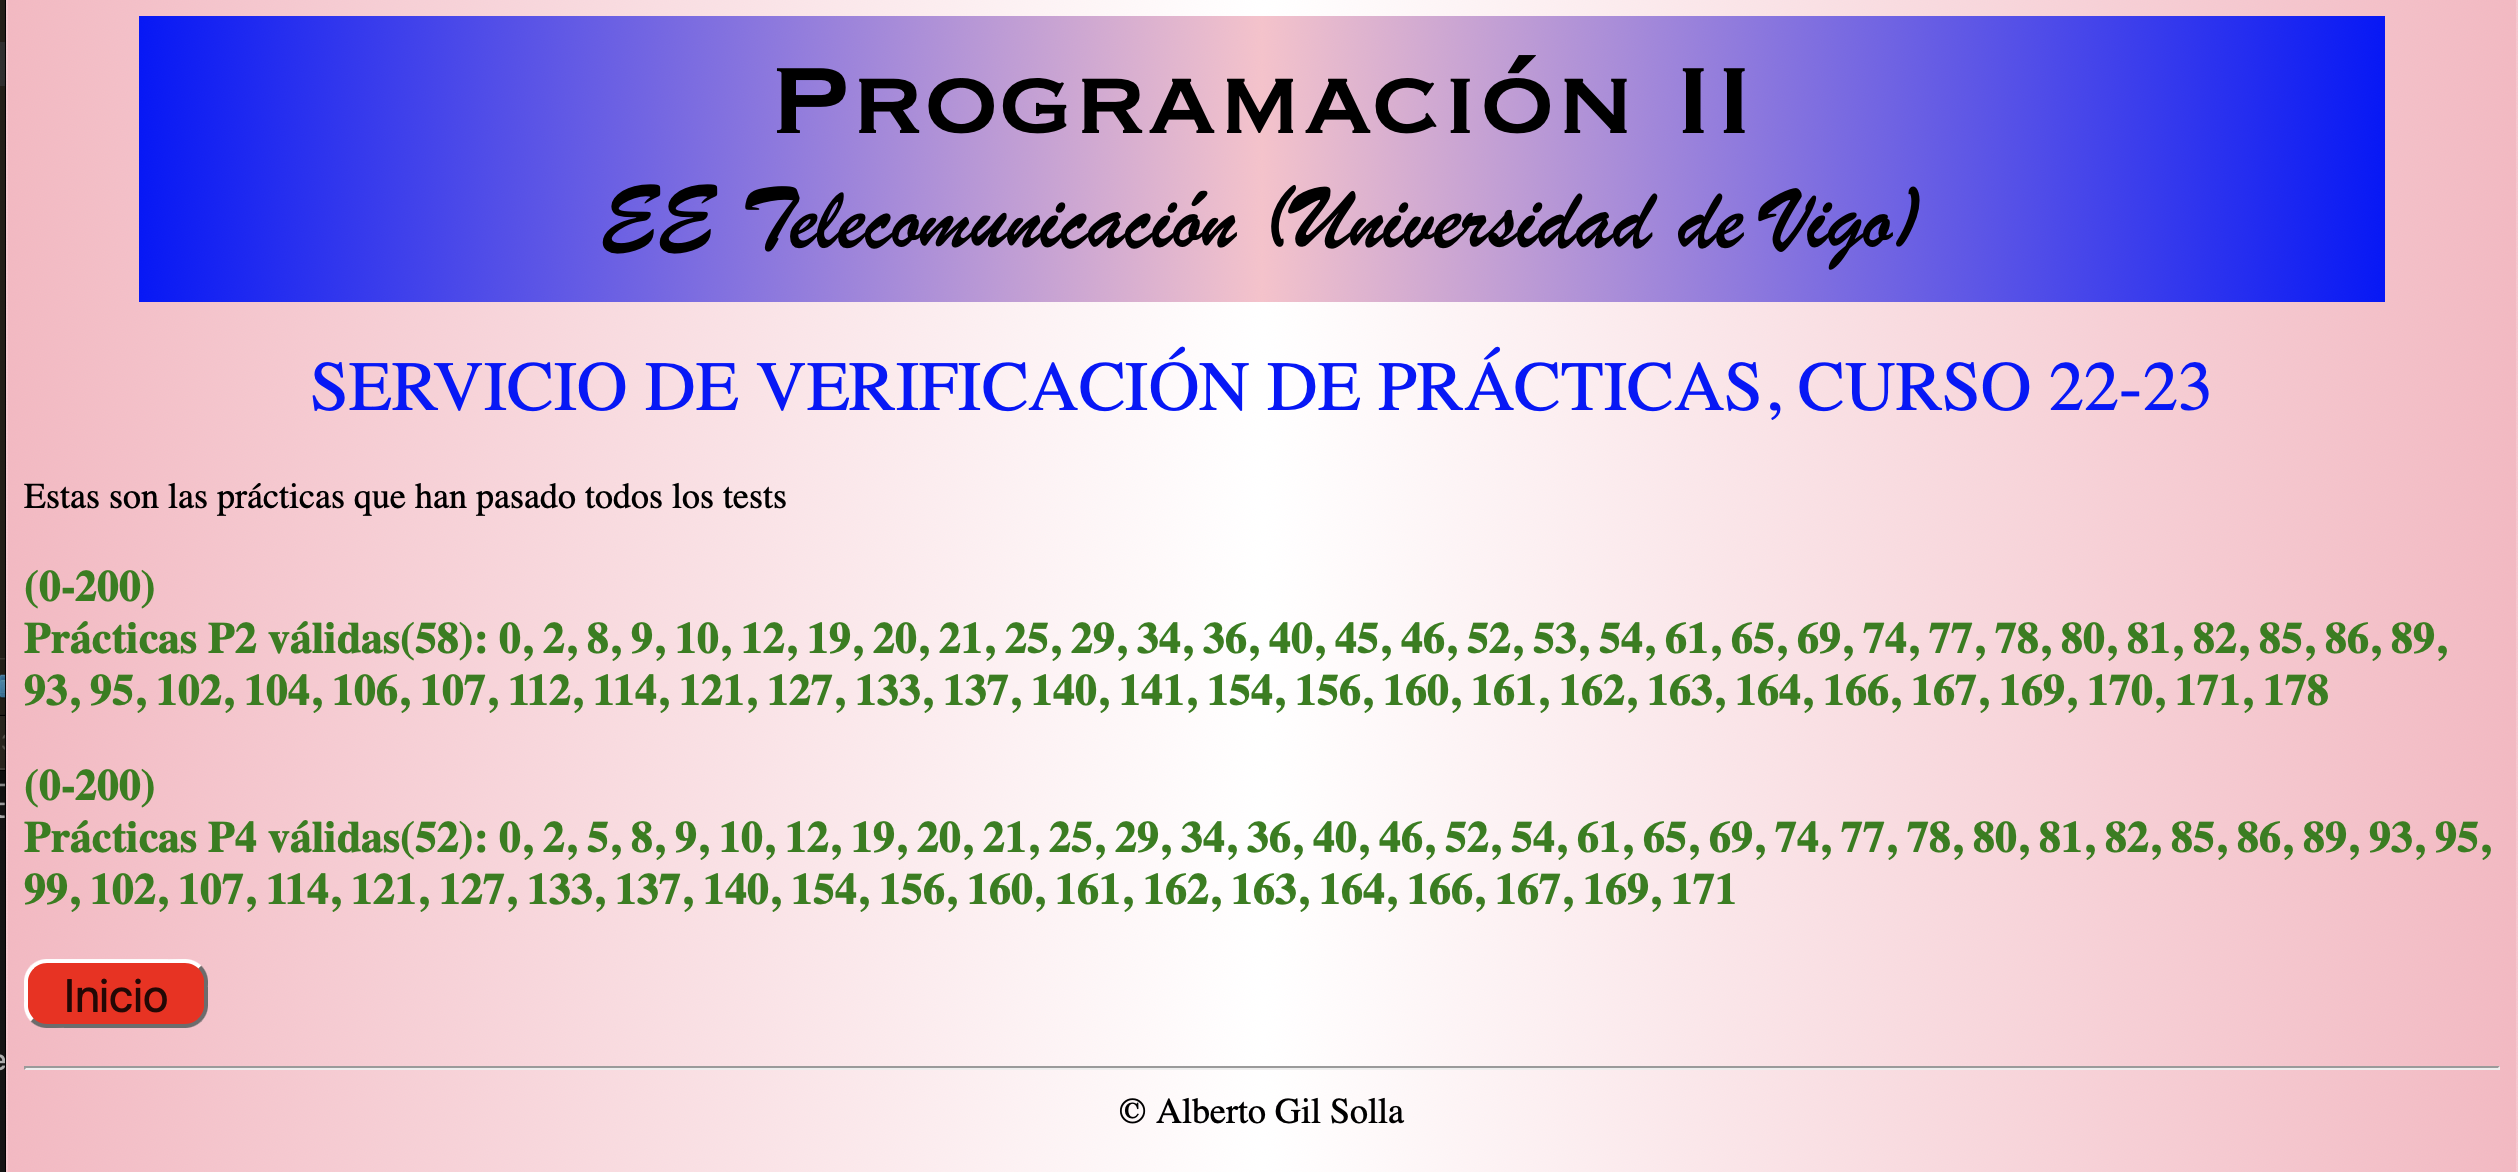 PROGRAMACIÓN II
EE Telecomunicación (Universidad de Vigo)
SERVICIO DE VERIFICACIÓN DE PRÁCTICAS, CURSO 22-23
Estas son las prácticas que han pasado todos los tests
(0-200)
Prácticas P2 válidas(58): 0, 2, 8, 9, 10, 12, 19, 20, 21, 25, 29, 34, 36, 40, 45, 46, 52, 53, 54, 61, 65, 69, 74, 77, 78, 80, 81, 82, 85, 86, 89,
93, 95, 102, 104, 106, 107, 112, 114, 121, 127, 133, 137, 140, 141, 154, 156, 160, 161, 162, 163, 164, 166, 167, 169, 170, 171, 178
(0-200)
Prácticas P4 válidas(52): 0, 2, 5, 8, 9, 10, 12, 19, 20, 21, 25, 29, 34, 36, 40, 46, 52, 54, 61, 65, 69, 74, 77, 78, 80, 81, 82, 85, 86, 89, 93, 95,
99, 102, 107, 114, 121, 127, 133, 137, 140, 154, 156, 160, 161, 162, 163, 164, 166, 167, 169, 171
Inicio
© Alberto Gil Solla